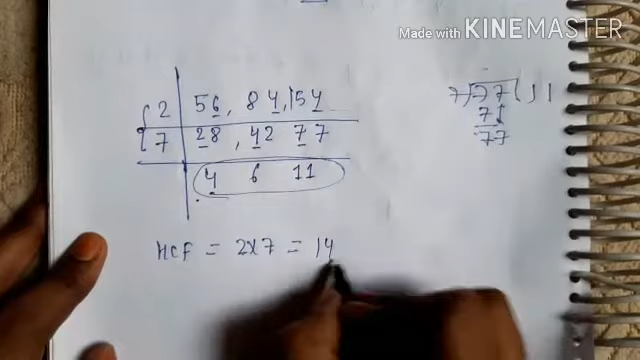 Made with KINEMASTER
2 56, 84, 154
7 28, 42 77
4 6 11
HCF = 2x7 = 14
7)77(11
7↓
77